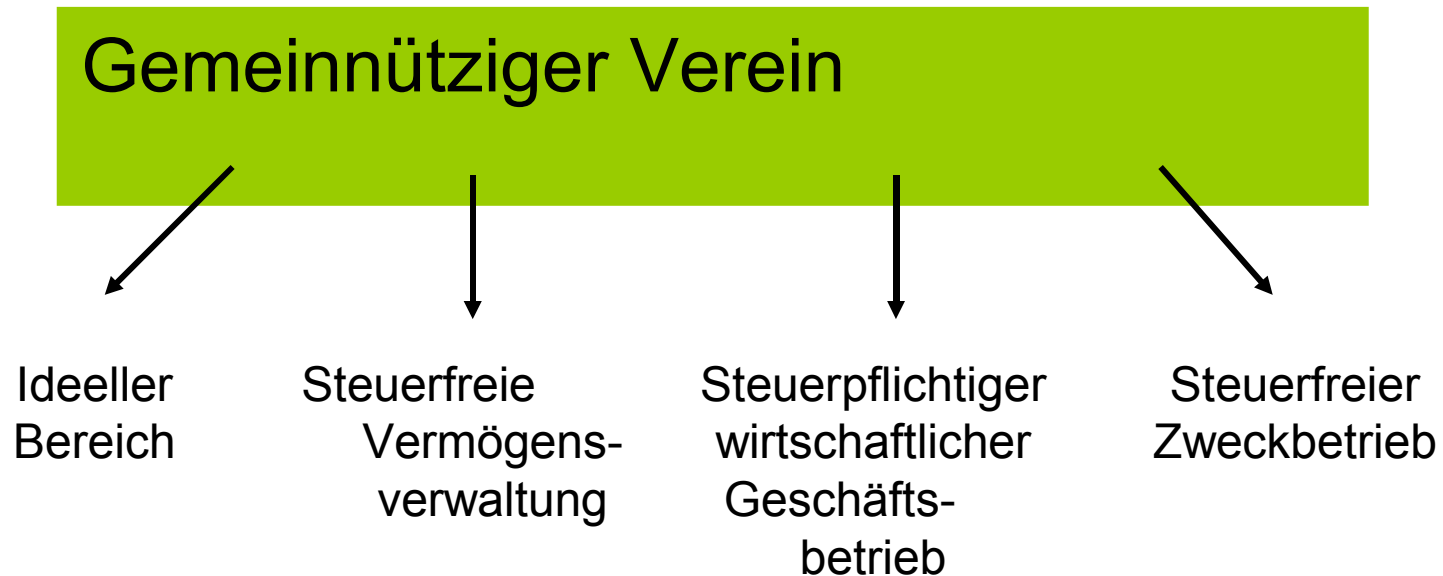 Gemeinnütziger Verein
Ideeller
Bereich
Steuerfreie
Vermögens-
verwaltung
Steuerpflichtiger
wirtschaftlicher
Geschäfts-
betrieb
Steuerfreier
Zweckbetrieb